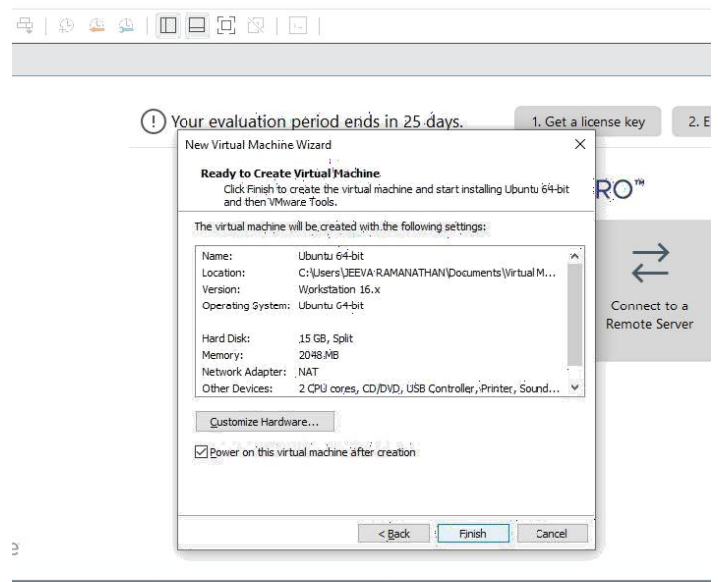 Your evaluation period ends in 25 days.
1. Get a license key
2. E
New Virtual Machine Wizard
Ready to Create Virtual Machine
Click Finish to create the virtual machine and start installing Ubuntu 64-bit
and then VMware Tools.
RO™
The virtual machine will be created with the following settings:
Name: Ubuntu 64-bit
Location: C:\Users\JEEVA RAMANATHAN\Documents\Virtual M...
Version: Workstation 16.x
Operating System: Ubuntu 64-bit
Hard Disk: 15 GB, Split
Memory: 2048 MB
Network Adapter: NAT
Other Devices: 2 CPU cores, CD/DVD, USB Controller, Printer, Sound...
Connect to a
Remote Server
Customize Hardware...
Power on this virtual machine after creation
< Back
Finish
Cancel
e